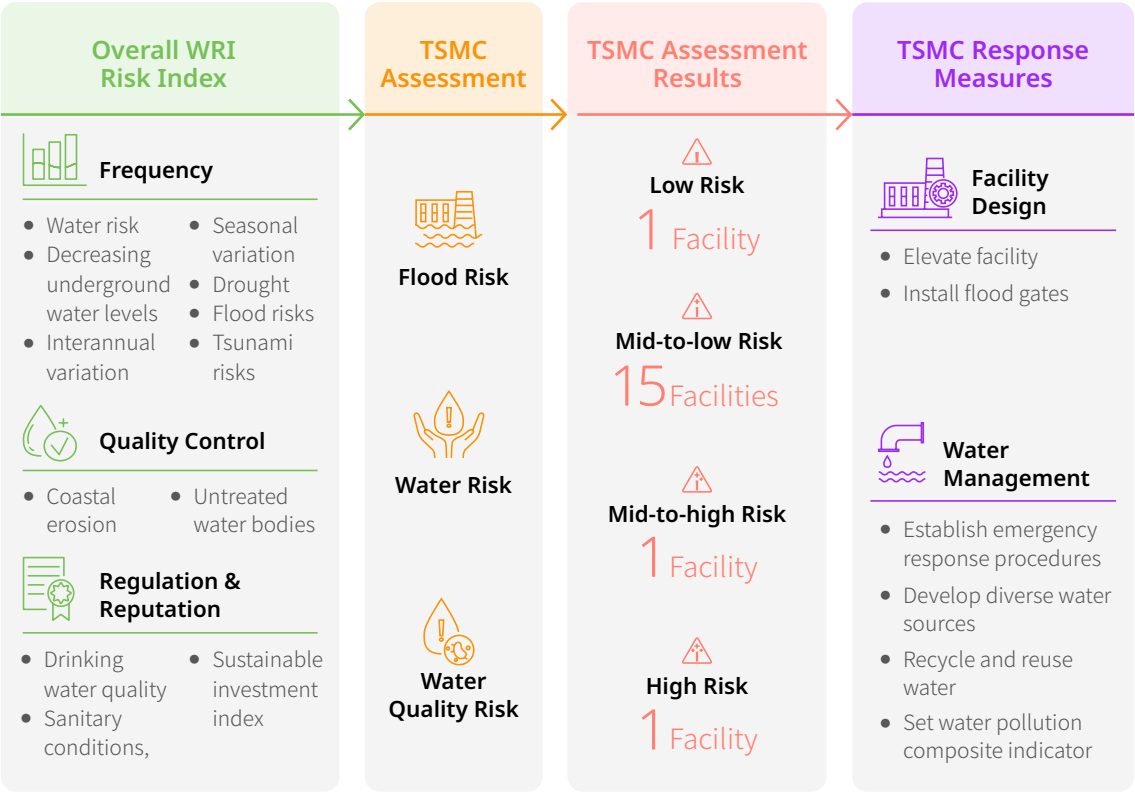 Overall WRI
Risk Index
Frequency
Water risk
Decreasing
underground
water levels
Interannual
variation
Seasonal
variation
Drought
Flood risks
Tsunami
risks
Quality Control
Coastal
erosion
Untreated
water bodies
Regulation &
Reputation
Drinking
water quality
Sanitary
conditions,
Sustainable
investment
index
TSMC
Assessment
Flood Risk
Water Risk
Water
Quality Risk
TSMC Assessment
Results
Low Risk
1 Facility
Mid-to-low Risk
15 Facilities
Mid-to-high Risk
1 Facility
High Risk
1 Facility
TSMC Response
Measures
Facility
Design
Elevate facility
Install flood gates
Water
Management
Establish emergency
response procedures
Develop diverse water
sources
Recycle and reuse
water
Set water pollution
composite indicator